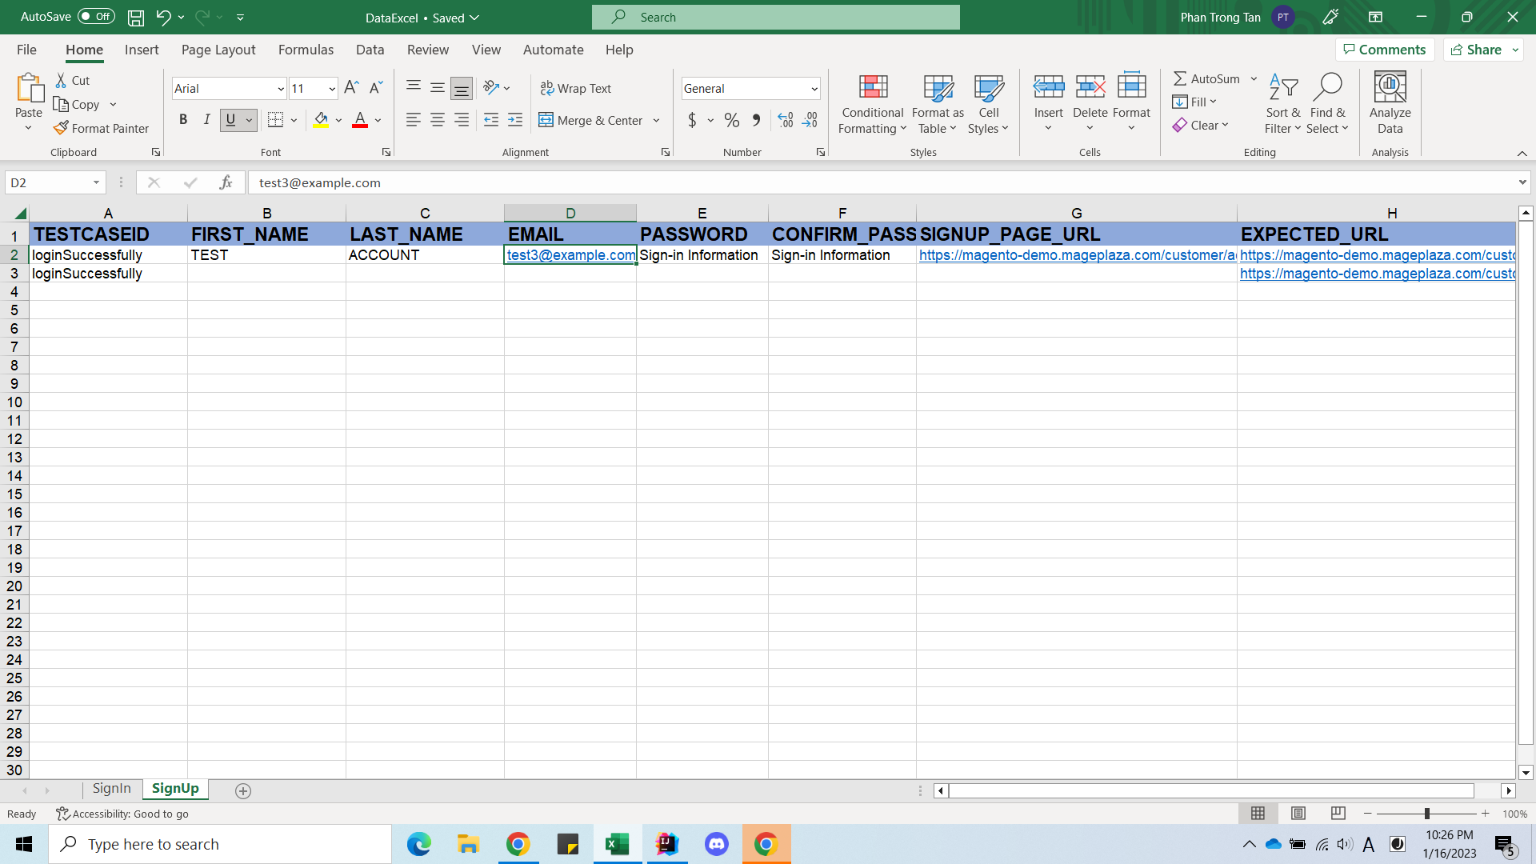 AutoSave Off DataExcel • Saved Search Phan Trong Tan PT
File Home Insert Page Layout Formulas Data Review View Automate Help Comments Share
Paste Cut Copy Format Painter Clipboard
Arial 11 B I U A Font
Wrap Text Merge & Center Alignment
General $ % Number
Conditional Formatting Format as Table Cell Styles Styles
Insert Delete Format Cells
AutoSum Fill Clear Sort & Filter Find & Select Editing
Analyze Data Analysis
D2 fx test3@example.com
A B C D E F G H
1 TESTCASEID FIRST_NAME LAST_NAME EMAIL PASSWORD CONFIRM_PASS SIGNUP_PAGE_URL EXPECTED_URL
2 loginSuccessfully TEST ACCOUNT test3@example.com Sign-in Information Sign-in Information https://magento-demo.mageplaza.com/customer/a https://magento-demo.mageplaza.com/custo
3 loginSuccessfully https://magento-demo.mageplaza.com/custo
4
5
6
7
8
9
10
11
12
13
14
15
16
17
18
19
20
21
22
23
24
25
26
27
28
29
30
SignIn SignUp
Ready Accessibility: Good to go 100%
Type here to search A 10:26 PM
1/16/2023 5